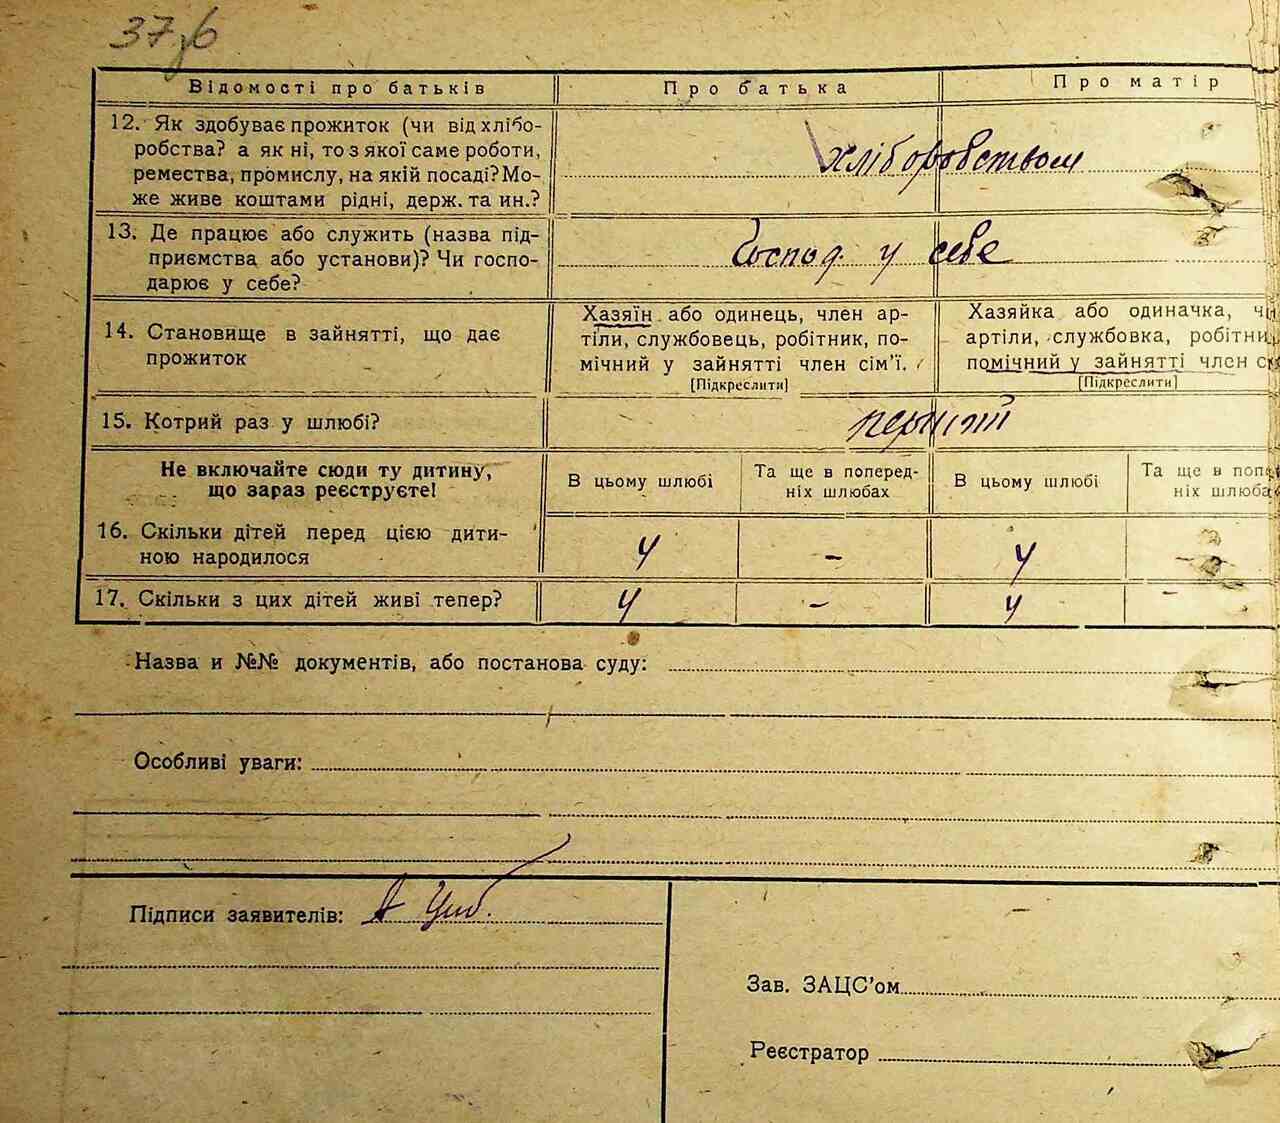 Відомості про батьків Про батька Про матір
12. Як здобуває прожиток (чи від хлібо-
робства? а як ні, то з якої саме роботи,
ремества, промислу, на якій посаді? Мо-
же живе коштами рідні, держ. та ин.?
хліборобством
13. Де працює або служить (назва під-
приємства або установи)? Чи госпо-
дарює у себе?
Господ. у себе
14. Становище в зайнятті, що дає
прожиток
Хазяїн або одинець, член ар-
тіли, службовець, робітник, по-
мічний у зайнятті член сім'ї.
[Підкреслити]
Хазяйка або одиначка, ч
артіли, службовка, робітни
помічний у зайнятті член с
[Підкреслити]
15. Котрий раз у шлюбі?
перший
Не включайте сюди ту дитину,
що зараз реєструєте!
В цьому шлюбі
Та ще в поперед-
ніх шлюбах
В цьому шлюбі
Та ще в поп
ніх шлюба
16. Скільки дітей перед цією дити-
ною народилося
4 - 4
17. Скільки з цих дітей живі тепер?
4 - 4 -
Назва и №№ документів, або постанова суду:
Особливі уваги:
Підписи заявителів:
Зав. ЗАЦС'ом
Реєстратор